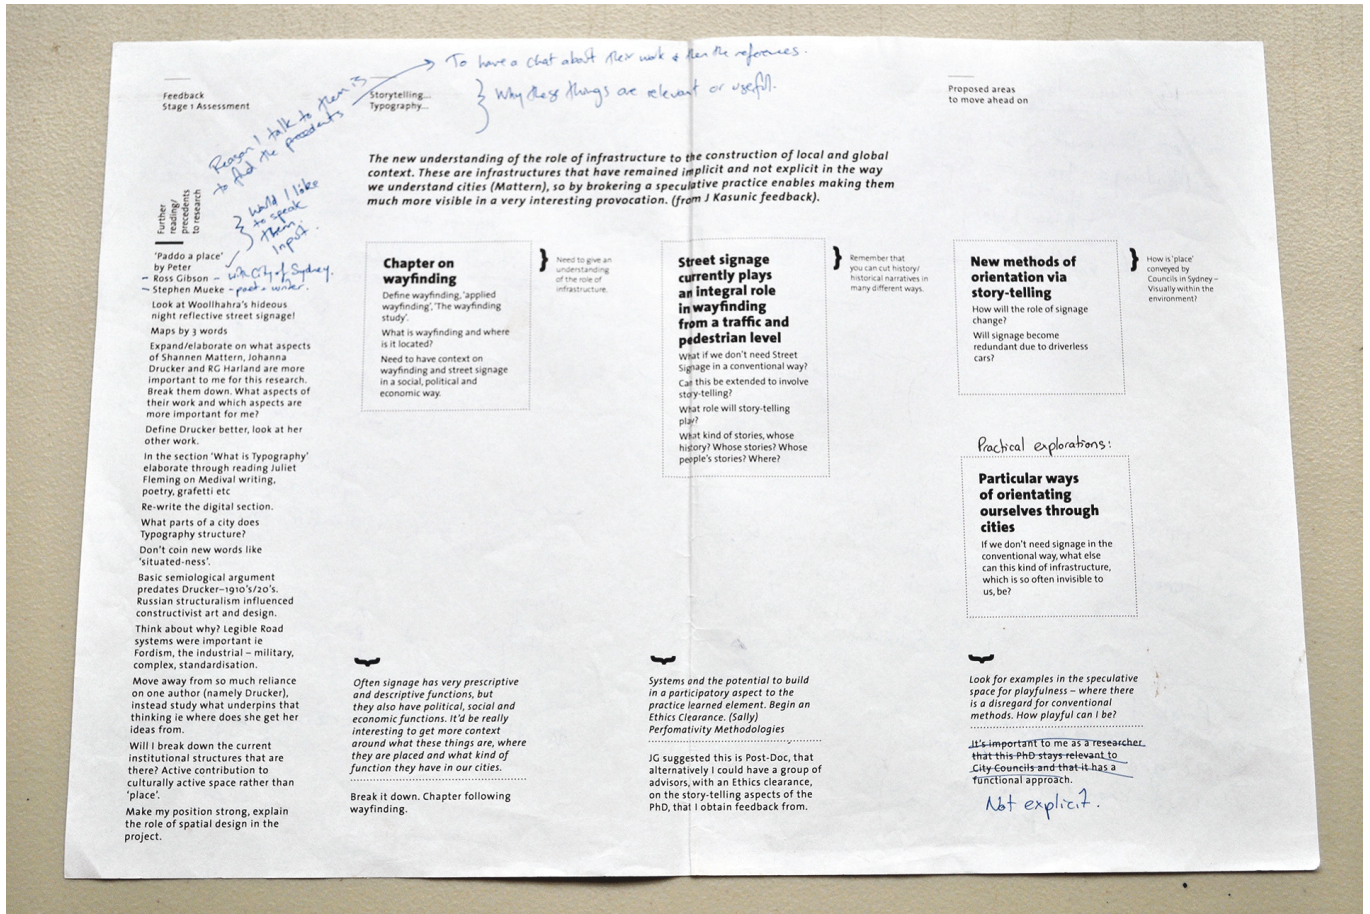 To have a chat about their work & then the references.
Why these things are relevant or useful.
Feedback
Stage 1 Assessment
Storytelling...
Typography...
Proposed areas
to move ahead on
Reason I talk to them is
to find the precedents
Would I like
to speak
them
input.
The new understanding of the role of infrastructure to the construction of local and global
context. These are infrastructures that have remained implicit and not explicit in the way
we understand cities (Mattern), so by brokering a speculative practice enables making them
much more visible in a very interesting provocation. (from J Kasunic feedback).
Further
reading/
precedents
to research
'Paddo a place'
by Peter
– Ross Gibson – with City of Sydney.
– Stephen Mueke – poet & writer.
Look at Woollhahra's hideous
night reflective street signage!
Maps by 3 words
Expand/elaborate on what aspects
of Shannen Mattern, Johanna
Drucker and RG Harland are more
important to me for this research.
Break them down. What aspects of
their work and which aspects are
more important for me?
Define Drucker better, look at her
other work.
In the section 'What is Typography'
elaborate through reading Juliet
Fleming on Medival writing,
poetry, grafetti etc
Re-write the digital section.
What parts of a city does
Typography structure?
Don't coin new words like
'situated-ness'.
Basic semiological argument
predates Drucker–1910's/20's.
Russian structuralism influenced
constructivist art and design.
Think about why? Legible Road
systems were important ie
Fordism, the industrial – military,
complex, standardisation.
Move away from so much reliance
on one author (namely Drucker),
instead study what underpins that
thinking ie where does she get her
ideas from.
Will I break down the current
institutional structures that are
there? Active contribution to
culturally active space rather than
'place'.
Make my position strong, explain
the role of spatial design in the
project.
Chapter on
wayfinding
Define wayfinding, 'applied
wayfinding', 'The wayfinding
study'.
What is wayfinding and where
is it located?
Need to have context on
wayfinding and street signage
in a social, political and
economic way.
Need to give an
understanding
of the role of
infrastructure.
Often signage has very prescriptive
and descriptive functions, but
they also have political, social and
economic functions. It'd be really
interesting to get more context
around what these things are, where
they are placed and what kind of
function they have in our cities.
Break it down. Chapter following
wayfinding.
Street signage
currently plays
an integral role
in wayfinding
from a traffic and
pedestrian level
What if we don't need Street
Signage in a conventional way?
Can this be extended to involve
story-telling?
What role will story-telling
play?
What kind of stories, whose
history? Whose stories? Whose
people's stories? Where?
Remember that
you can cut history/
historical narratives in
many different ways.
Systems and the potential to build
in a participatory aspect to the
practice learned element. Begin an
Ethics Clearance. (Sally)
Perfomativity Methodologies
JG suggested this is Post-Doc, that
alternatively I could have a group of
advisors, with an Ethics clearance,
on the story-telling aspects of the
PhD, that I obtain feedback from.
New methods of
orientation via
story-telling
How will the role of signage
change?
Will signage become
redundant due to driverless
cars?
How is 'place'
conveyed by
Councils in Sydney –
Visually within the
environment?
Practical explorations:
Particular ways
of orientating
ourselves through
cities
If we don't need signage in the
conventional way, what else
can this kind of infrastructure,
which is so often invisible to
us, be?
Look for examples in the speculative
space for playfulness – where there
is a disregard for conventional
methods. How playful can I be?
It's important to me as a researcher
that this PhD stays relevant to
City Councils and that it has a
functional approach.
Not explicit.